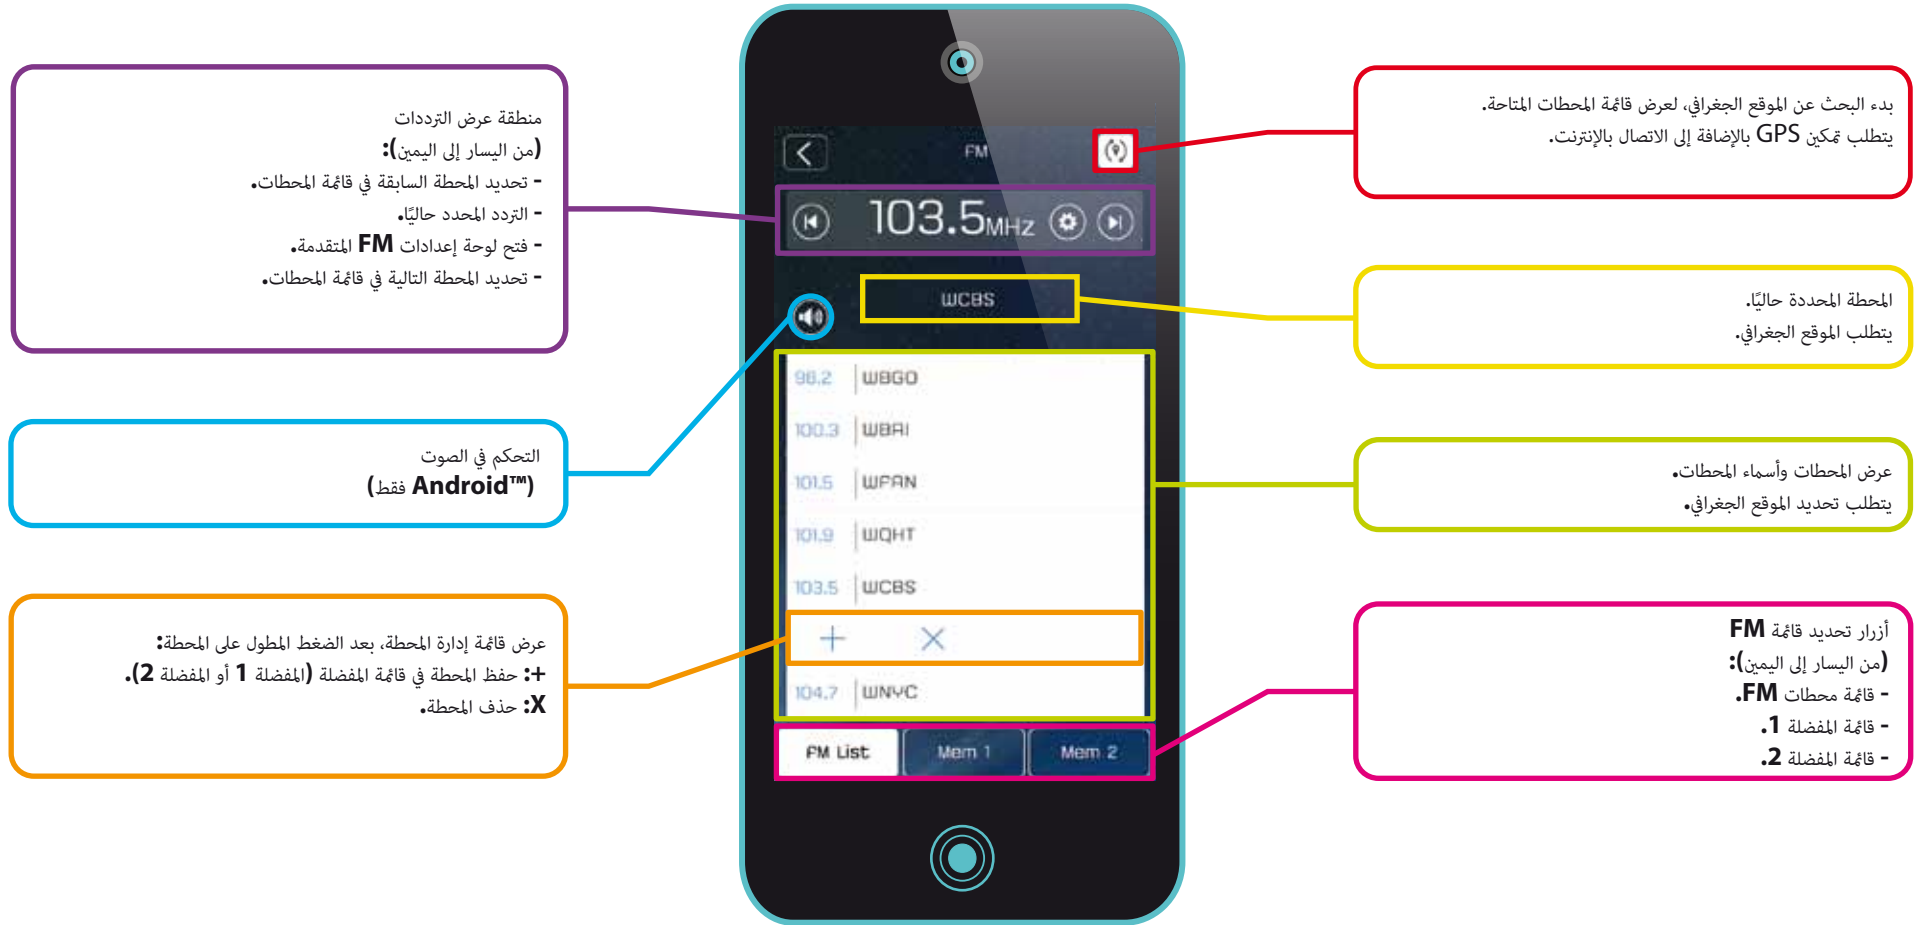 منطقة عرض الترددات
(من اليسار إلى اليمين):
- تحديد المحطة السابقة في قائمة المحطات.
- التردد المحدد حاليًا.
- فتح لوحة إعدادات FM المتقدمة.
- تحديد المحطة التالية في قائمة المحطات.
التحكم في الصوت
(Android™ فقط)
عرض قائمة إدارة المحطة، بعد الضغط المطول على المحطة:
+: حفظ المحطة في قائمة المفضلة (المفضلة 1 أو المفضلة 2).
X: حذف المحطة.
FM
103.5MHz
WCBS
98.2 WBGO
100.3 WBAI
101.5 WFAN
101.9 WQHT
103.5 WCBS
+ X
104.7 WNYC
FM List Mem 1 Mem 2
بدء البحث عن الموقع الجغرافي، لعرض قائمة المحطات المتاحة.
يتطلب تمكين GPS بالإضافة إلى الاتصال بالإنترنت.
المحطة المحددة حاليًا.
يتطلب الموقع الجغرافي.
عرض المحطات وأسماء المحطات.
يتطلب تحديد الموقع الجغرافي.
أزرار تحديد قائمة FM
(من اليسار إلى اليمين):
- قائمة محطات FM.
- قائمة المفضلة 1.
- قائمة المفضلة 2.